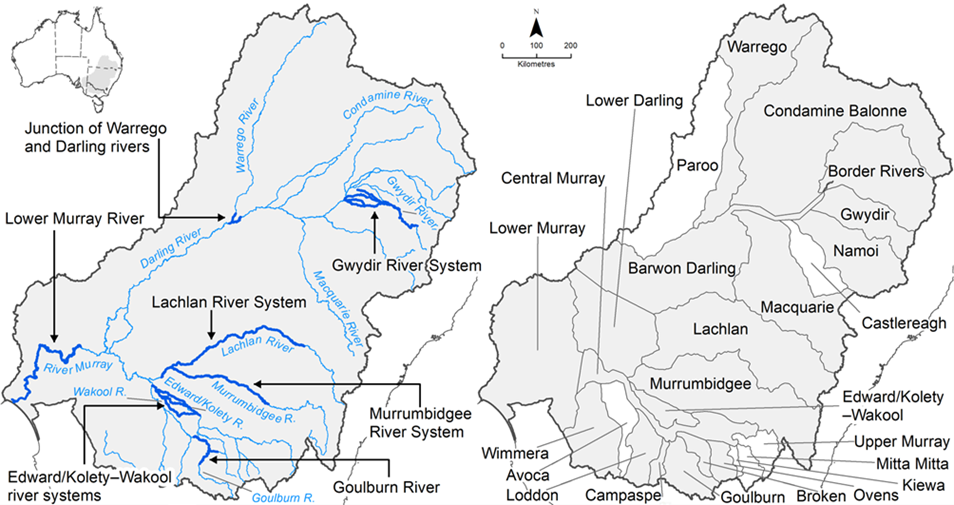 Junction of Warrego
and Darling rivers
Warrego River
Condamine River
Gwydir River
Gwydir River System
Lower Murray River
Darling River
Macquarie River
Lachlan River System
Lachlan River
River Murray
Wakool R.
Edward/Kolety R.
Murrumbidgee R.
Murrumbidgee
River System
Edward/Kolety–Wakool
river systems
Goulburn River
Goulburn R.
N
0 100 200
Kilometres
Warrego
Lower Darling
Condamine Balonne
Central Murray
Paroo
Border Rivers
Lower Murray
Gwydir
Namoi
Barwon Darling
Macquarie
Castlereagh
Lachlan
Murrumbidgee
Edward/Kolety
–Wakool
Upper Murray
Wimmera
Mitta Mitta
Avoca
Kiewa
Loddon
Campaspe
Goulburn
Broken
Ovens